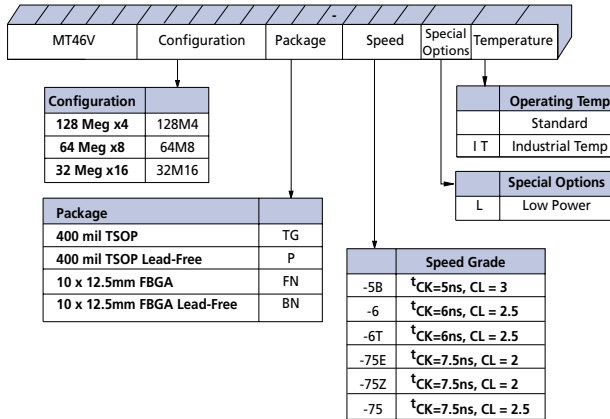 -
MT46V Configuration Package Speed Special Options Temperature
Configuration
128 Meg x4 128M4
64 Meg x8 64M8
32 Meg x16 32M16
Package
400 mil TSOP TG
400 mil TSOP Lead-Free P
10 x 12.5mm FBGA FN
10 x 12.5mm FBGA Lead-Free BN
Operating Temp
Standard
I T Industrial Temp
Special Options
L Low Power
Speed Grade
-5B tCK=5ns, CL = 3
-6 tCK=6ns, CL = 2.5
-6T tCK=6ns, CL = 2.5
-75E tCK=7.5ns, CL = 2
-75Z tCK=7.5ns, CL = 2
-75 tCK=7.5ns, CL = 2.5